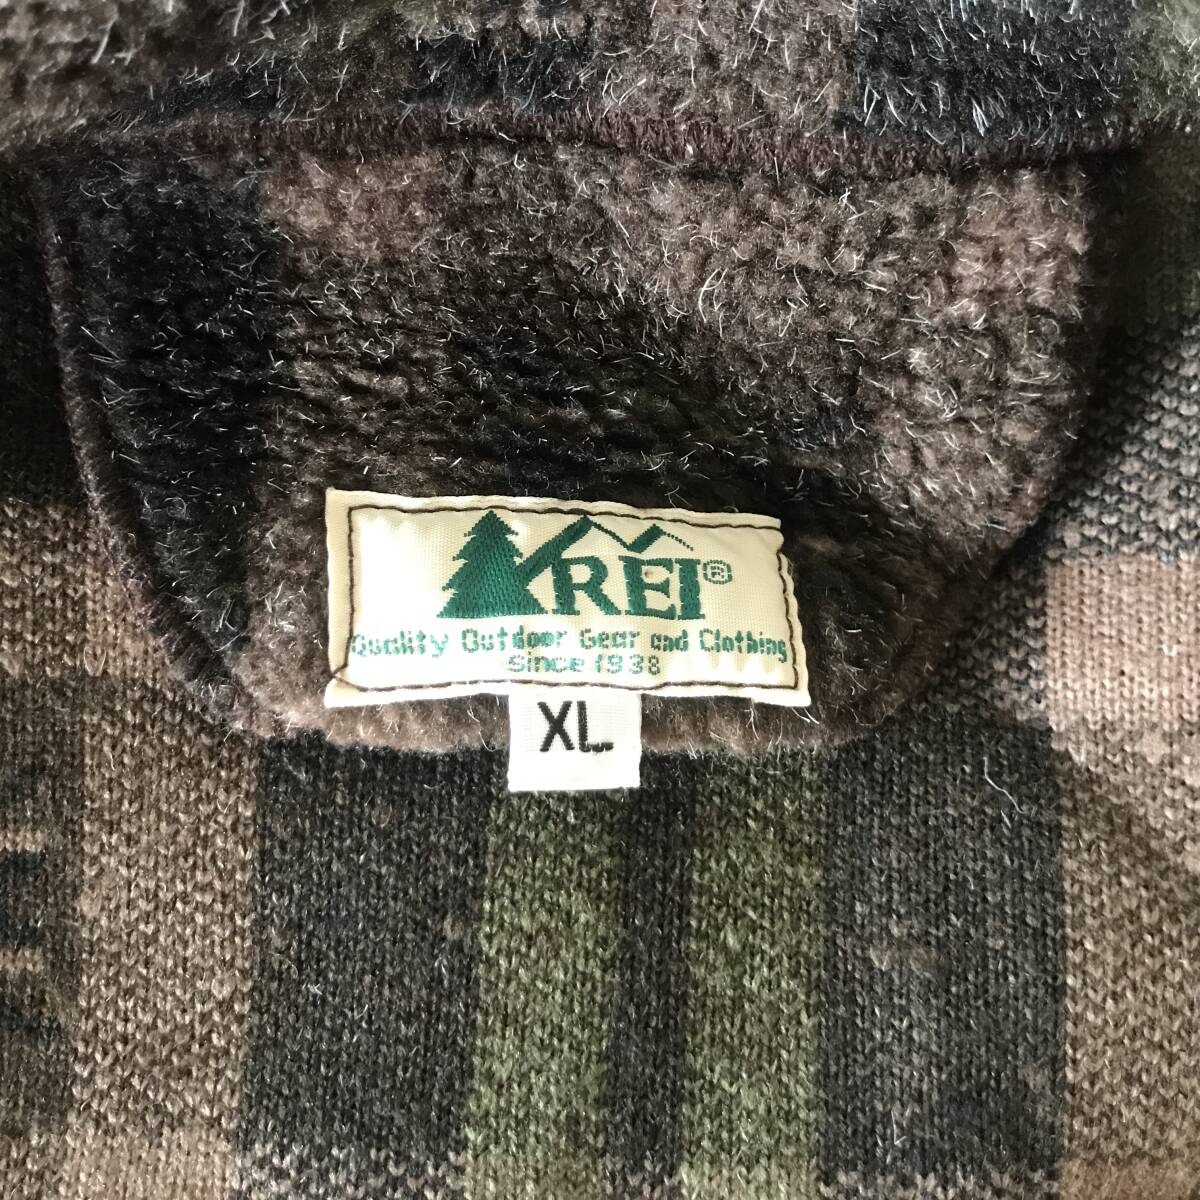 REI®
Quality Outdoor Gear and Clothing
Since 1938
XL